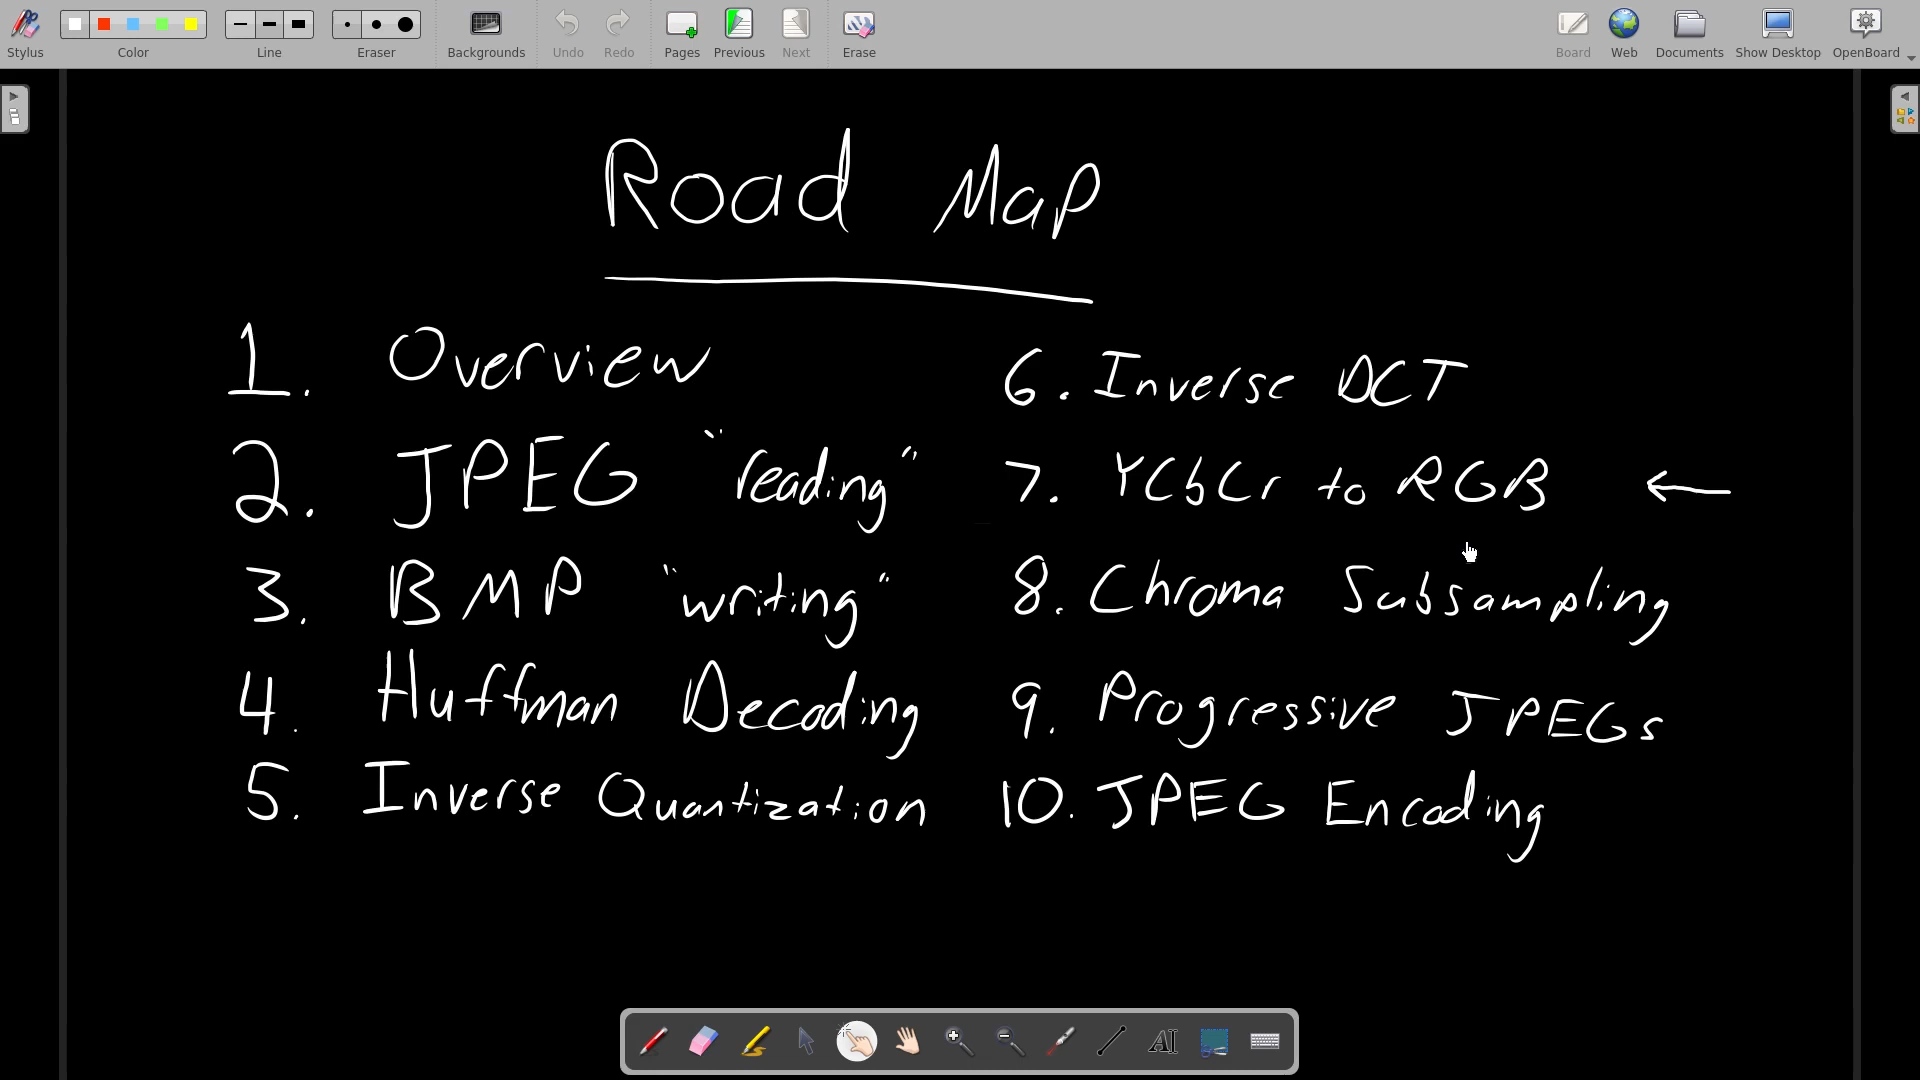 Stylus Color Line Eraser Backgrounds Undo Redo Pages Previous Next Erase Board Web Documents Show Desktop OpenBoard
Road Map
1. Overview
2. JPEG "reading"
3. BMP "writing"
4. Huffman Decoding
5. Inverse Quantization
6. Inverse DCT
7. YCbCr to RGB ←
8. Chroma Subsampling
9. Progressive JPEGs
10. JPEG Encoding
AI